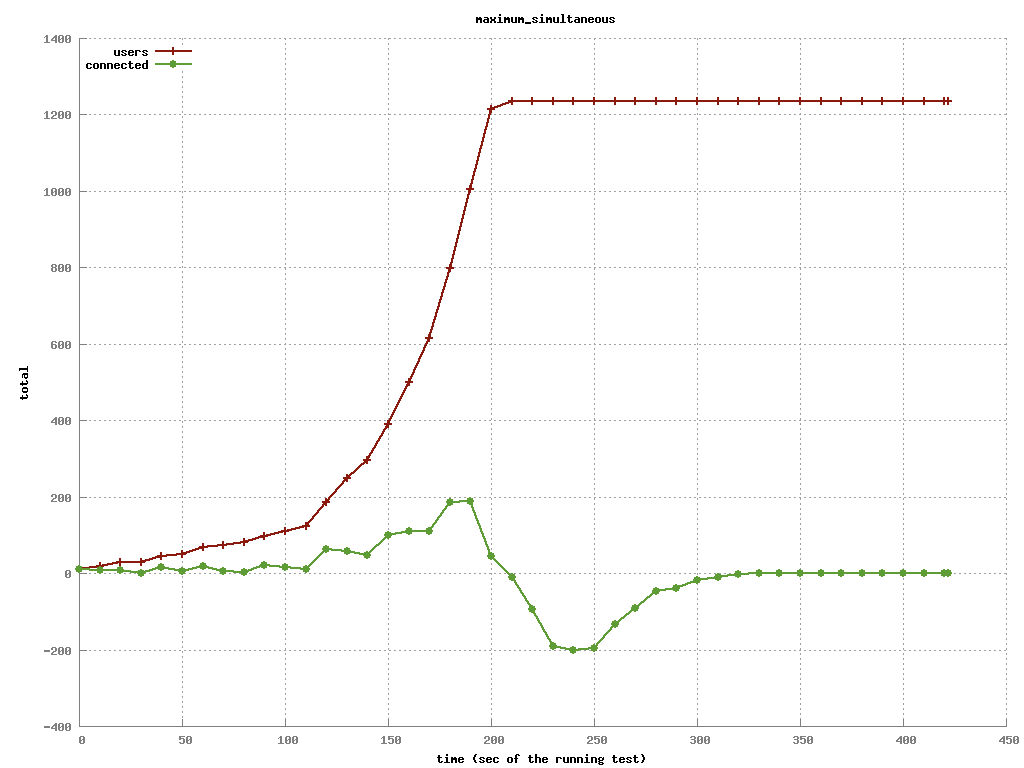 maximum_simultaneous
users
connected
1400
1200
1000
800
600
400
200
0
-200
-400
total
0 50 100 150 200 250 300 350 400 450
time (sec of the running test)